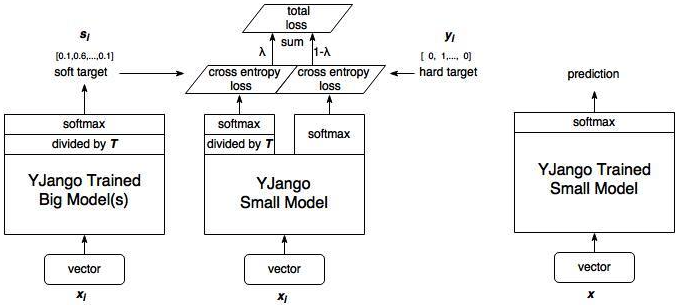 total
loss
sum
λ
1-λ
s_i
[0.1,0.6,...,0.1]
soft target
y_i
[ 0, 1,..., 0]
hard target
cross entropy
loss
cross entropy
loss
softmax
divided by T
YJango Trained
Big Model(s)
vector
x_i
softmax
divided by T
softmax
YJango
Small Model
vector
x_i
prediction
softmax
YJango Trained
Small Model
vector
x